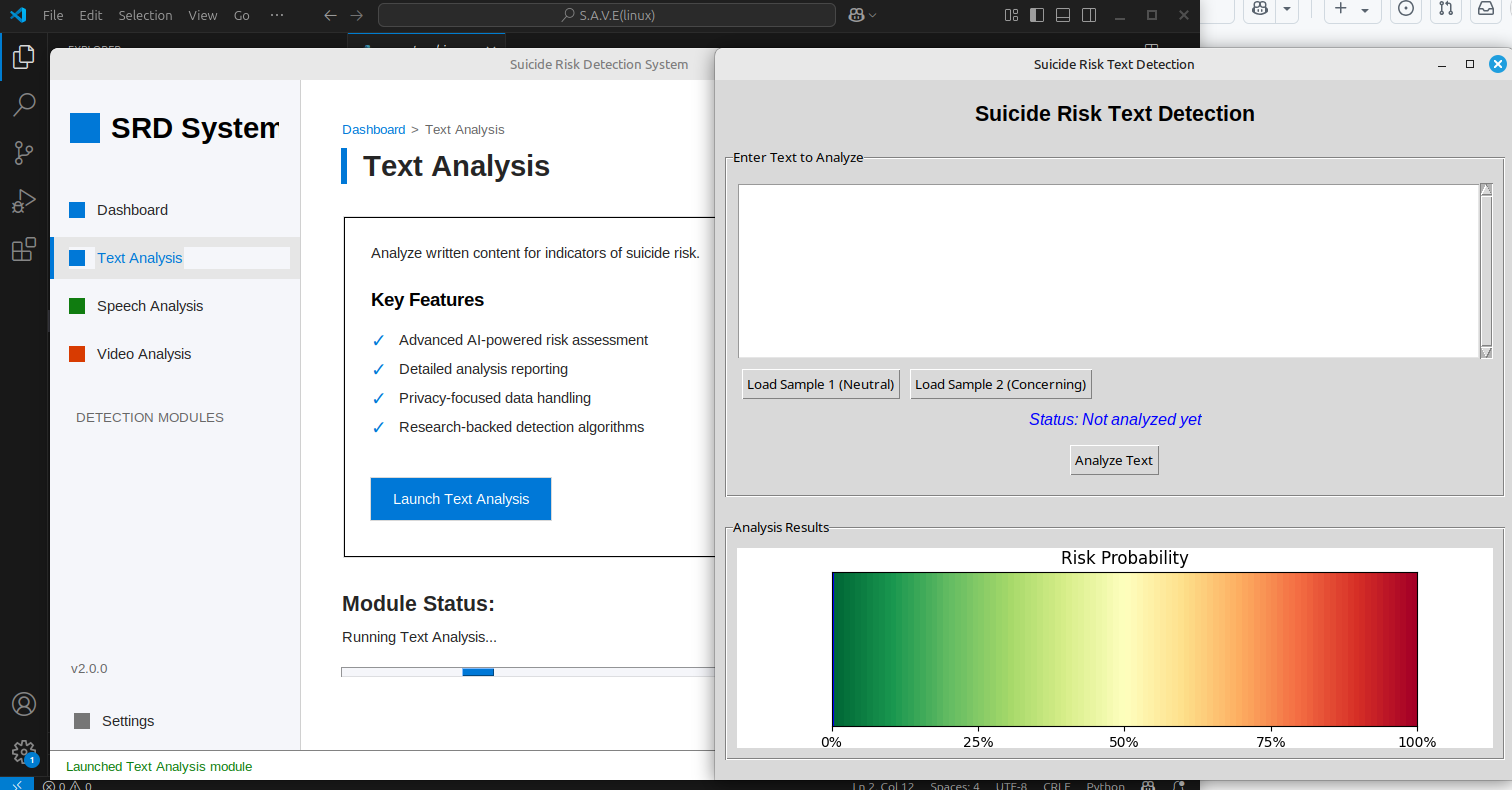 File Edit Selection View Go ···
S.A.V.E(linux)
Suicide Risk Detection System
SRD System
Dashboard
Text Analysis
Speech Analysis
Video Analysis
DETECTION MODULES
v2.0.0
Settings
Launched Text Analysis module
Dashboard > Text Analysis
Text Analysis
Analyze written content for indicators of suicide risk.
Key Features
✓ Advanced AI-powered risk assessment
✓ Detailed analysis reporting
✓ Privacy-focused data handling
✓ Research-backed detection algorithms
Launch Text Analysis
Module Status:
Running Text Analysis...
Suicide Risk Text Detection
Suicide Risk Text Detection
Enter Text to Analyze
Load Sample 1 (Neutral) Load Sample 2 (Concerning)
Status: Not analyzed yet
Analyze Text
Analysis Results
Risk Probability
0% 25% 50% 75% 100%
1
0 0 Ln 2, Col 12 Spaces: 4 UTF-8 CRLF Python